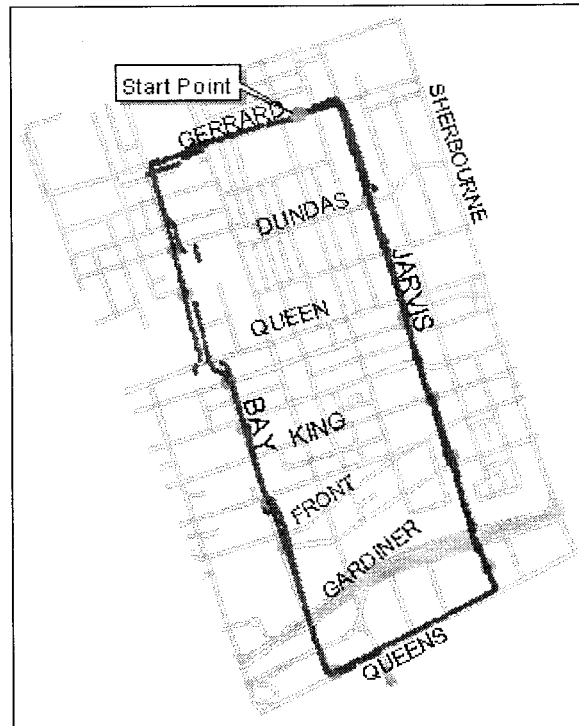 Start Point
GERRARD
SHERBOURNE
DUNDAS
JARVIS
QUEEN
BAY
KING
FRONT
GARDINER
QUEENS